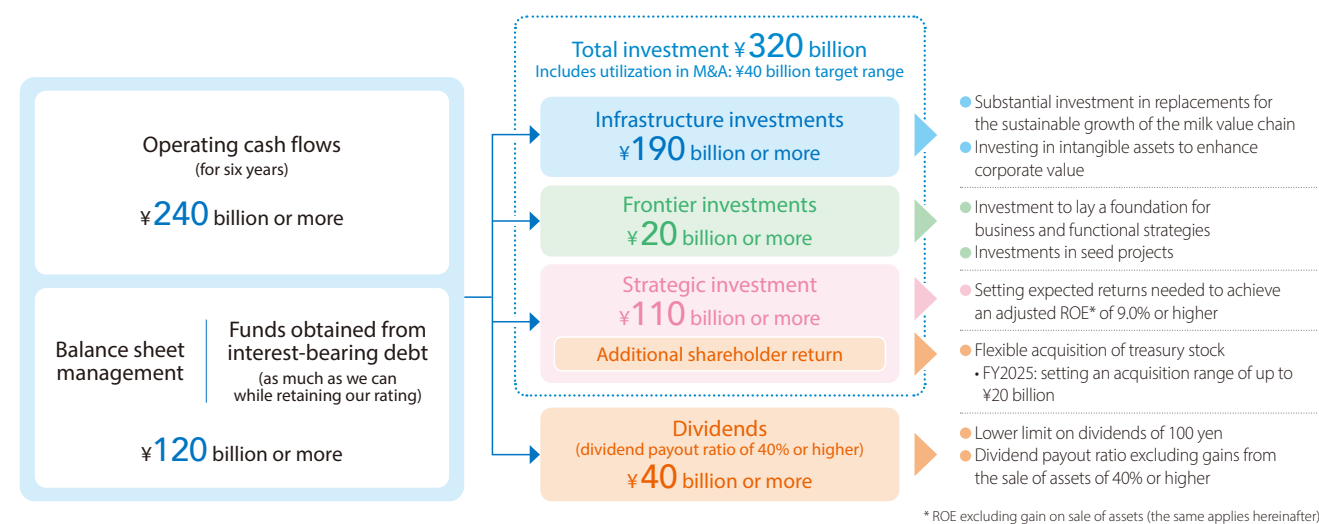 Operating cash flows
(for six years)
¥240 billion or more
Balance sheet
management
Funds obtained from
interest-bearing debt
(as much as we can
while retaining our rating)
¥120 billion or more
Total investment ¥320 billion
Includes utilization in M&A: ¥40 billion target range
Infrastructure investments
¥190 billion or more
Frontier investments
¥20 billion or more
Strategic investment
¥110 billion or more
Additional shareholder return
Dividends
(dividend payout ratio of 40% or higher)
¥40 billion or more
● Substantial investment in replacements for
the sustainable growth of the milk value chain
● Investing in intangible assets to enhance
corporate value
● Investment to lay a foundation for
business and functional strategies
● Investments in seed projects
● Setting expected returns needed to achieve
an adjusted ROE* of 9.0% or higher
● Flexible acquisition of treasury stock
• FY2025: setting an acquisition range of up to
¥20 billion
● Lower limit on dividends of 100 yen
● Dividend payout ratio excluding gains from
the sale of assets of 40% or higher
* ROE excluding gain on sale of assets (the same applies hereinafter)